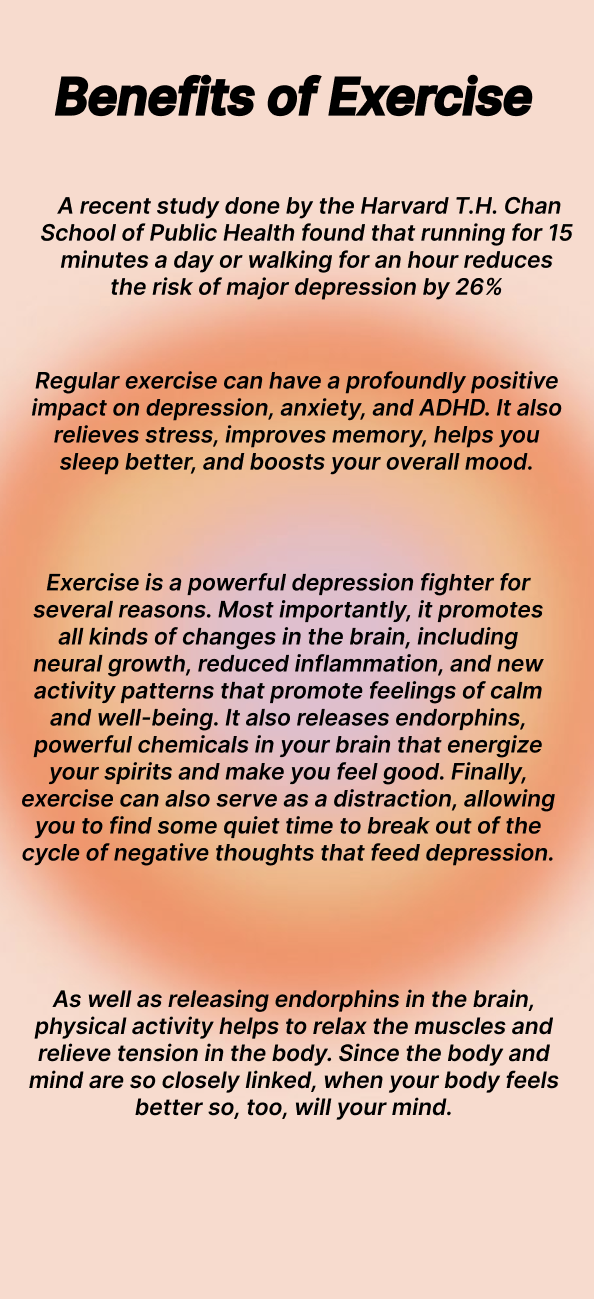 Benefits of Exercise
A recent study done by the Harvard T.H. Chan
School of Public Health found that running for 15
minutes a day or walking for an hour reduces
the risk of major depression by 26%
Regular exercise can have a profoundly positive
impact on depression, anxiety, and ADHD. It also
relieves stress, improves memory, helps you
sleep better, and boosts your overall mood.
Exercise is a powerful depression fighter for
several reasons. Most importantly, it promotes
all kinds of changes in the brain, including
neural growth, reduced inflammation, and new
activity patterns that promote feelings of calm
and well-being. It also releases endorphins,
powerful chemicals in your brain that energize
your spirits and make you feel good. Finally,
exercise can also serve as a distraction, allowing
you to find some quiet time to break out of the
cycle of negative thoughts that feed depression.
As well as releasing endorphins in the brain,
physical activity helps to relax the muscles and
relieve tension in the body. Since the body and
mind are so closely linked, when your body feels
better so, too, will your mind.